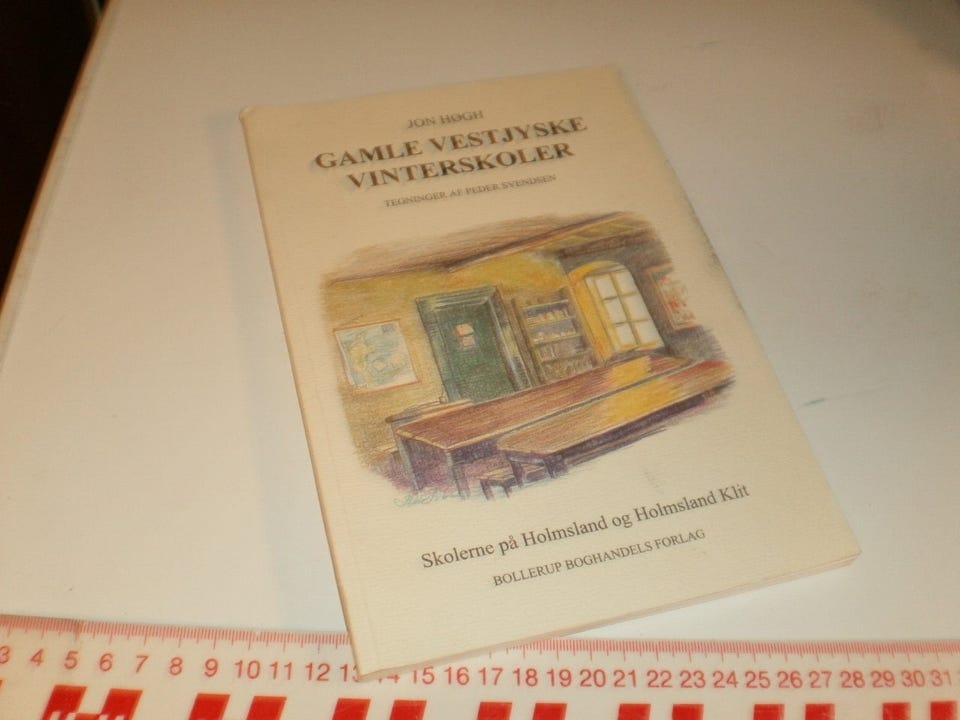 JON HØGH
GAMLE VESTJYSKE
VINTERSKOLER
TEGNINGER AF PEDER SVENDSEN
Skolerne på Holmsland og Holmsland Klit
BOLLERUP BOGHANDELS FORLAG
3 4 5 6 7 8 9 10 11 12 13 14 15 16 17 18 19 20 21 22 23 24 25 26 27 28 29 30 31